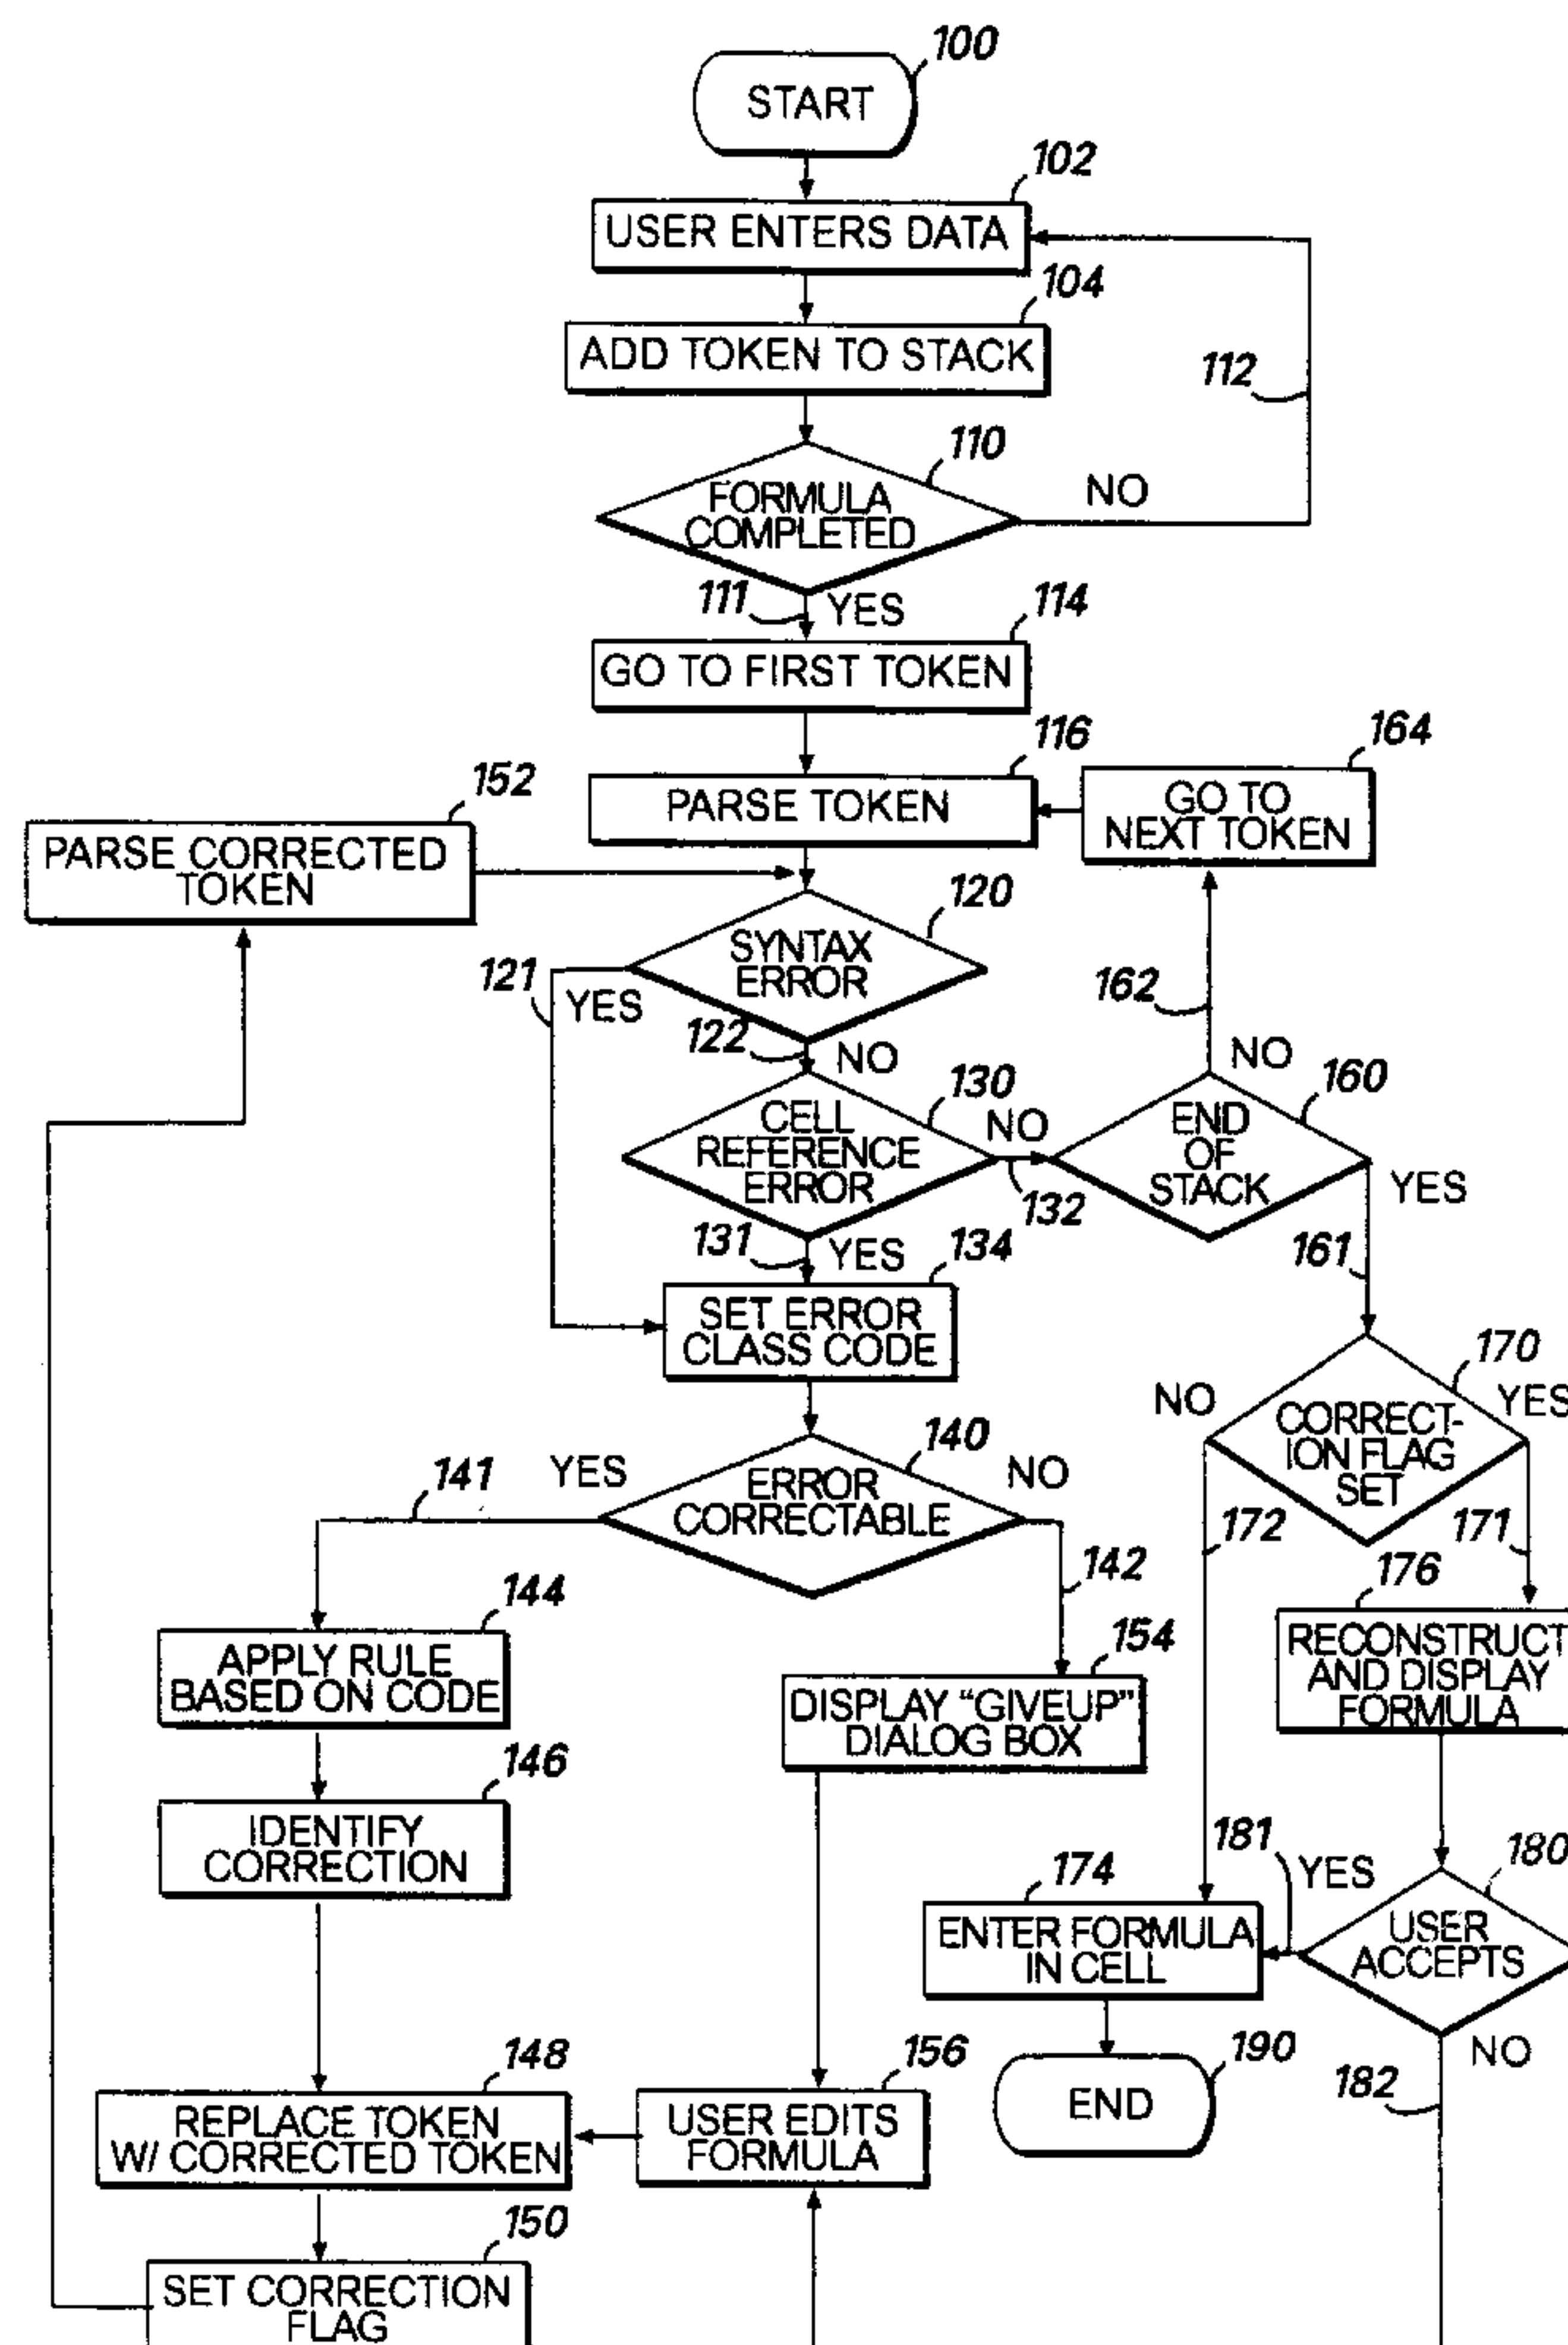 100
START
102
USER ENTERS DATA
104
ADD TOKEN TO STACK
112
110
FORMULA
COMPLETED
NO
111
YES
114
GO TO FIRST TOKEN
116
PARSE TOKEN
164
GO TO
NEXT TOKEN
152
PARSE CORRECTED
TOKEN
120
SYNTAX
ERROR
121
YES
122
NO
162
NO
130
CELL
REFERENCE
ERROR
NO
132
160
END
OF
STACK
YES
161
131
YES
134
SET ERROR
CLASS CODE
170
NO
YES
CORRECT-
ION FLAG
SET
172
171
140
YES
NO
141
ERROR
CORRECTABLE
142
144
APPLY RULE
BASED ON CODE
154
DISPLAY "GIVEUP"
DIALOG BOX
176
RECONSTRUCT
AND DISPLAY
FORMULA
146
IDENTIFY
CORRECTION
181
YES
180
USER
ACCEPTS
NO
182
174
ENTER FORMULA
IN CELL
190
END
148
REPLACE TOKEN
W/ CORRECTED TOKEN
156
USER EDITS
FORMULA
150
SET CORRECTION
FLAG